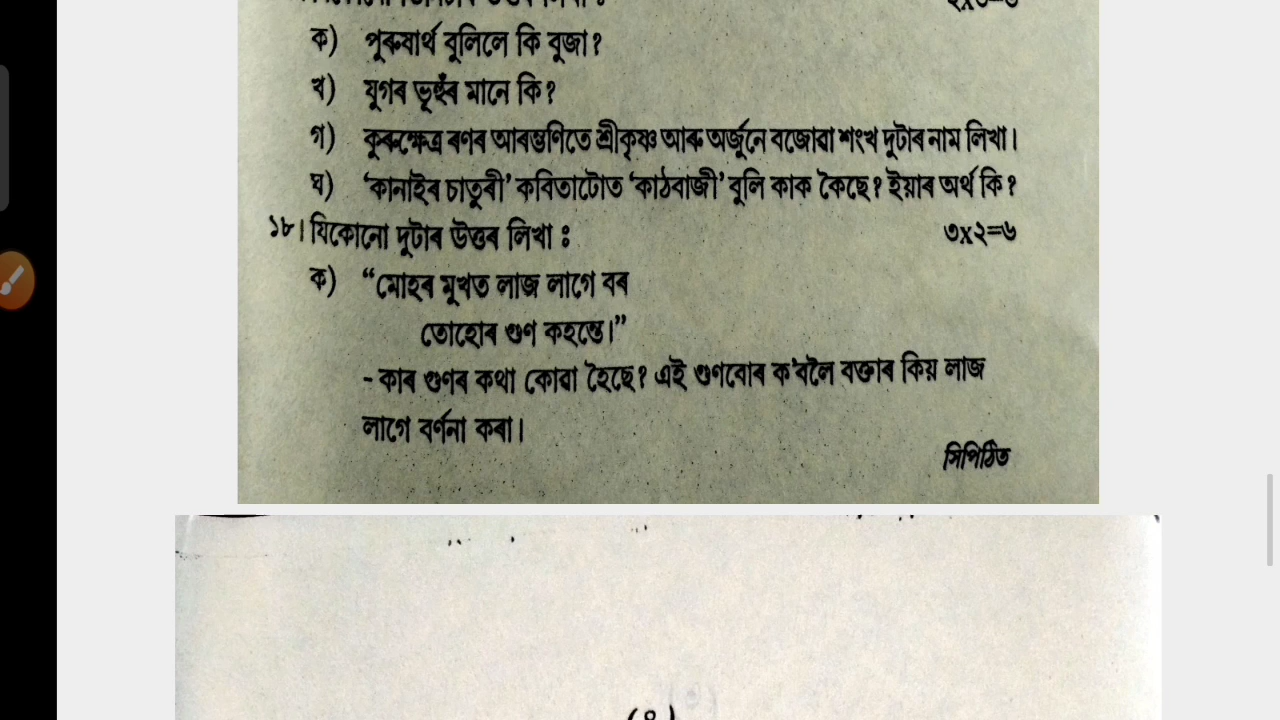 ক) পুৰুষাৰ্থ বুলিলে কি বুজা?
খ) যুগৰ ভূমুহঁৰ মানে কি?
গ) কুৰুক্ষেত্ৰ ৰণৰ আৰম্ভণিতে শ্ৰীকৃষ্ণ আৰু অৰ্জুনে বজোৱা শংখ দুটাৰ নাম লিখা।
ঘ) ‘কানাইৰ চাতুৰী’ কবিতাটোত ‘কাঠবাজী’ বুলি কাক কৈছে? ইয়াৰ অৰ্থ কি?
১৮। যিকোনো দুটাৰ উত্তৰ লিখা ঃ ৩x২=৬
ক) “মোহৰ মুখত লাজ লাগে বৰ
তোহোৰ গুণ কহন্তে।”
- কাৰ গুণৰ কথা কোৱা হৈছে? এই গুণবোৰ ক’বলৈ বক্তাৰ কিয় লাজ
লাগে বৰ্ণনা কৰা।
সিপিঠিত